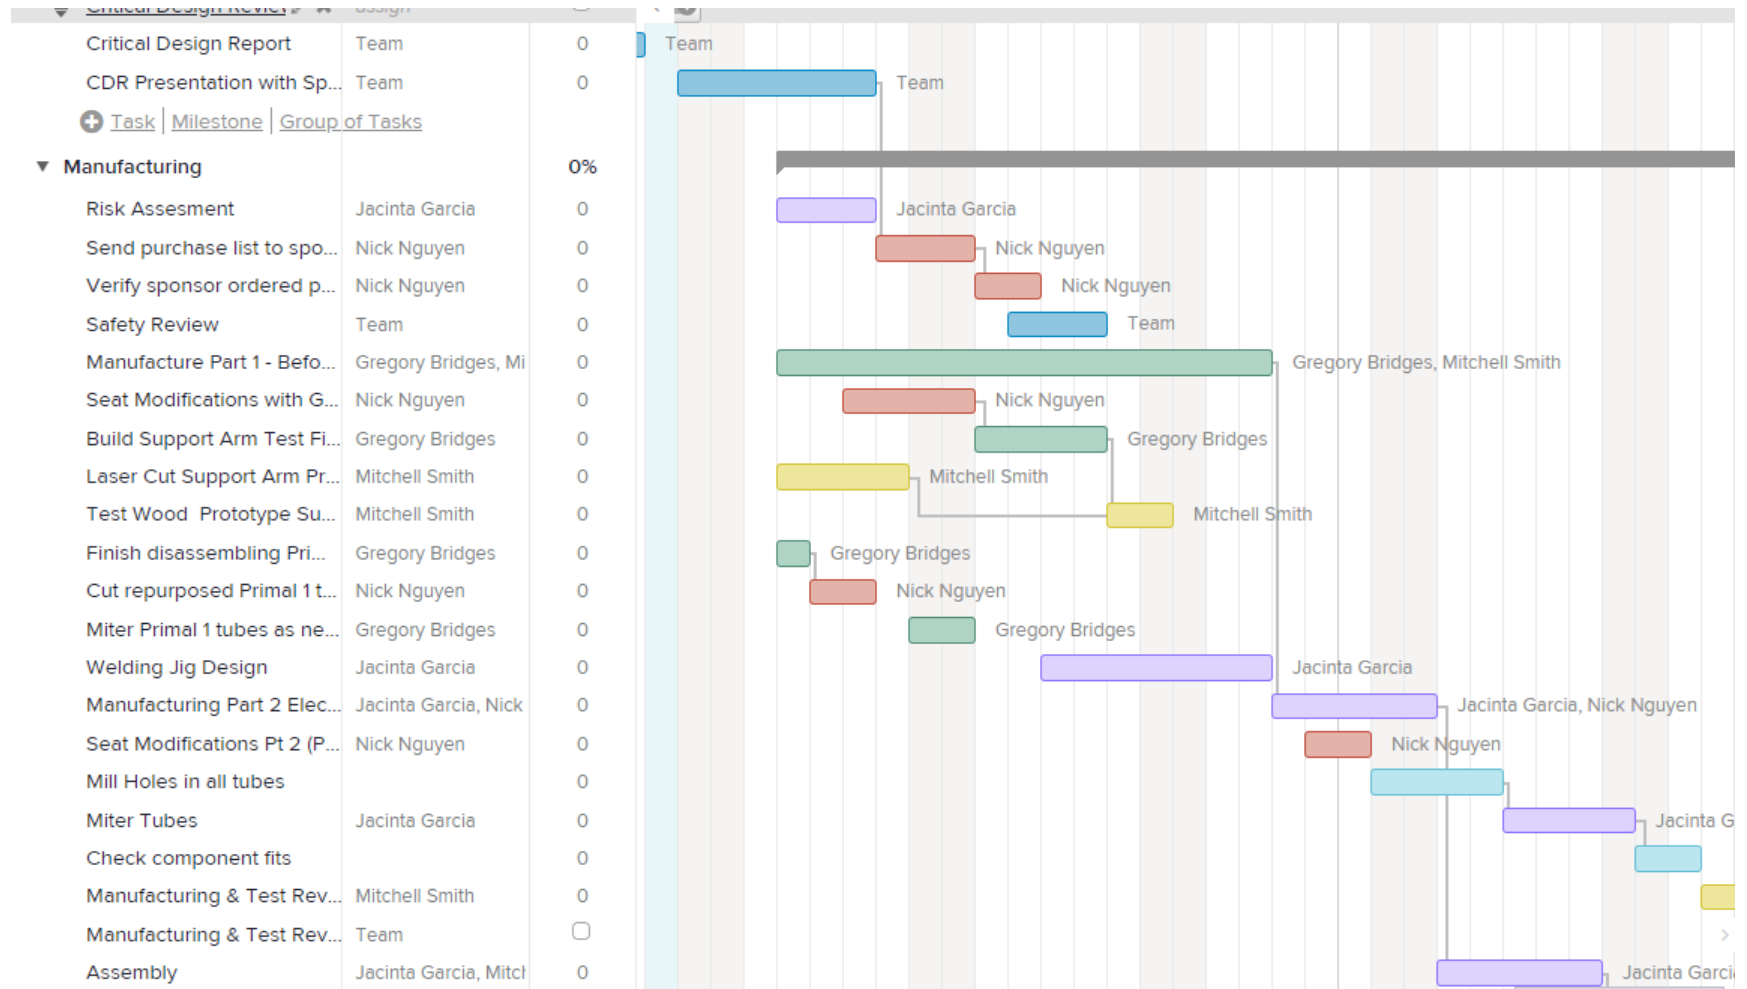 Critical Design Review assign
Critical Design Report Team 0 Team
CDR Presentation with Sp... Team 0 Team
Task Milestone Group of Tasks
Manufacturing 0%
Risk Assesment Jacinta Garcia 0 Jacinta Garcia
Send purchase list to spo... Nick Nguyen 0 Nick Nguyen
Verify sponsor ordered p... Nick Nguyen 0 Nick Nguyen
Safety Review Team 0 Team
Manufacture Part 1 - Befo... Gregory Bridges, Mi 0 Gregory Bridges, Mitchell Smith
Seat Modifications with G... Nick Nguyen 0 Nick Nguyen
Build Support Arm Test Fi... Gregory Bridges 0 Gregory Bridges
Laser Cut Support Arm Pr... Mitchell Smith 0 Mitchell Smith
Test Wood Prototype Su... Mitchell Smith 0 Mitchell Smith
Finish disassembling Pri... Gregory Bridges 0 Gregory Bridges
Cut repurposed Primal 1 t... Nick Nguyen 0 Nick Nguyen
Miter Primal 1 tubes as ne... Gregory Bridges 0 Gregory Bridges
Welding Jig Design Jacinta Garcia 0 Jacinta Garcia
Manufacturing Part 2 Elec... Jacinta Garcia, Nick 0 Jacinta Garcia, Nick Nguyen
Seat Modifications Pt 2 (P... Nick Nguyen 0 Nick Nguyen
Mill Holes in all tubes 0
Miter Tubes Jacinta Garcia 0 Jacinta G
Check component fits 0
Manufacturing & Test Rev... Mitchell Smith 0
Manufacturing & Test Rev... Team
Assembly Jacinta Garcia, Mitch 0 Jacinta Garci